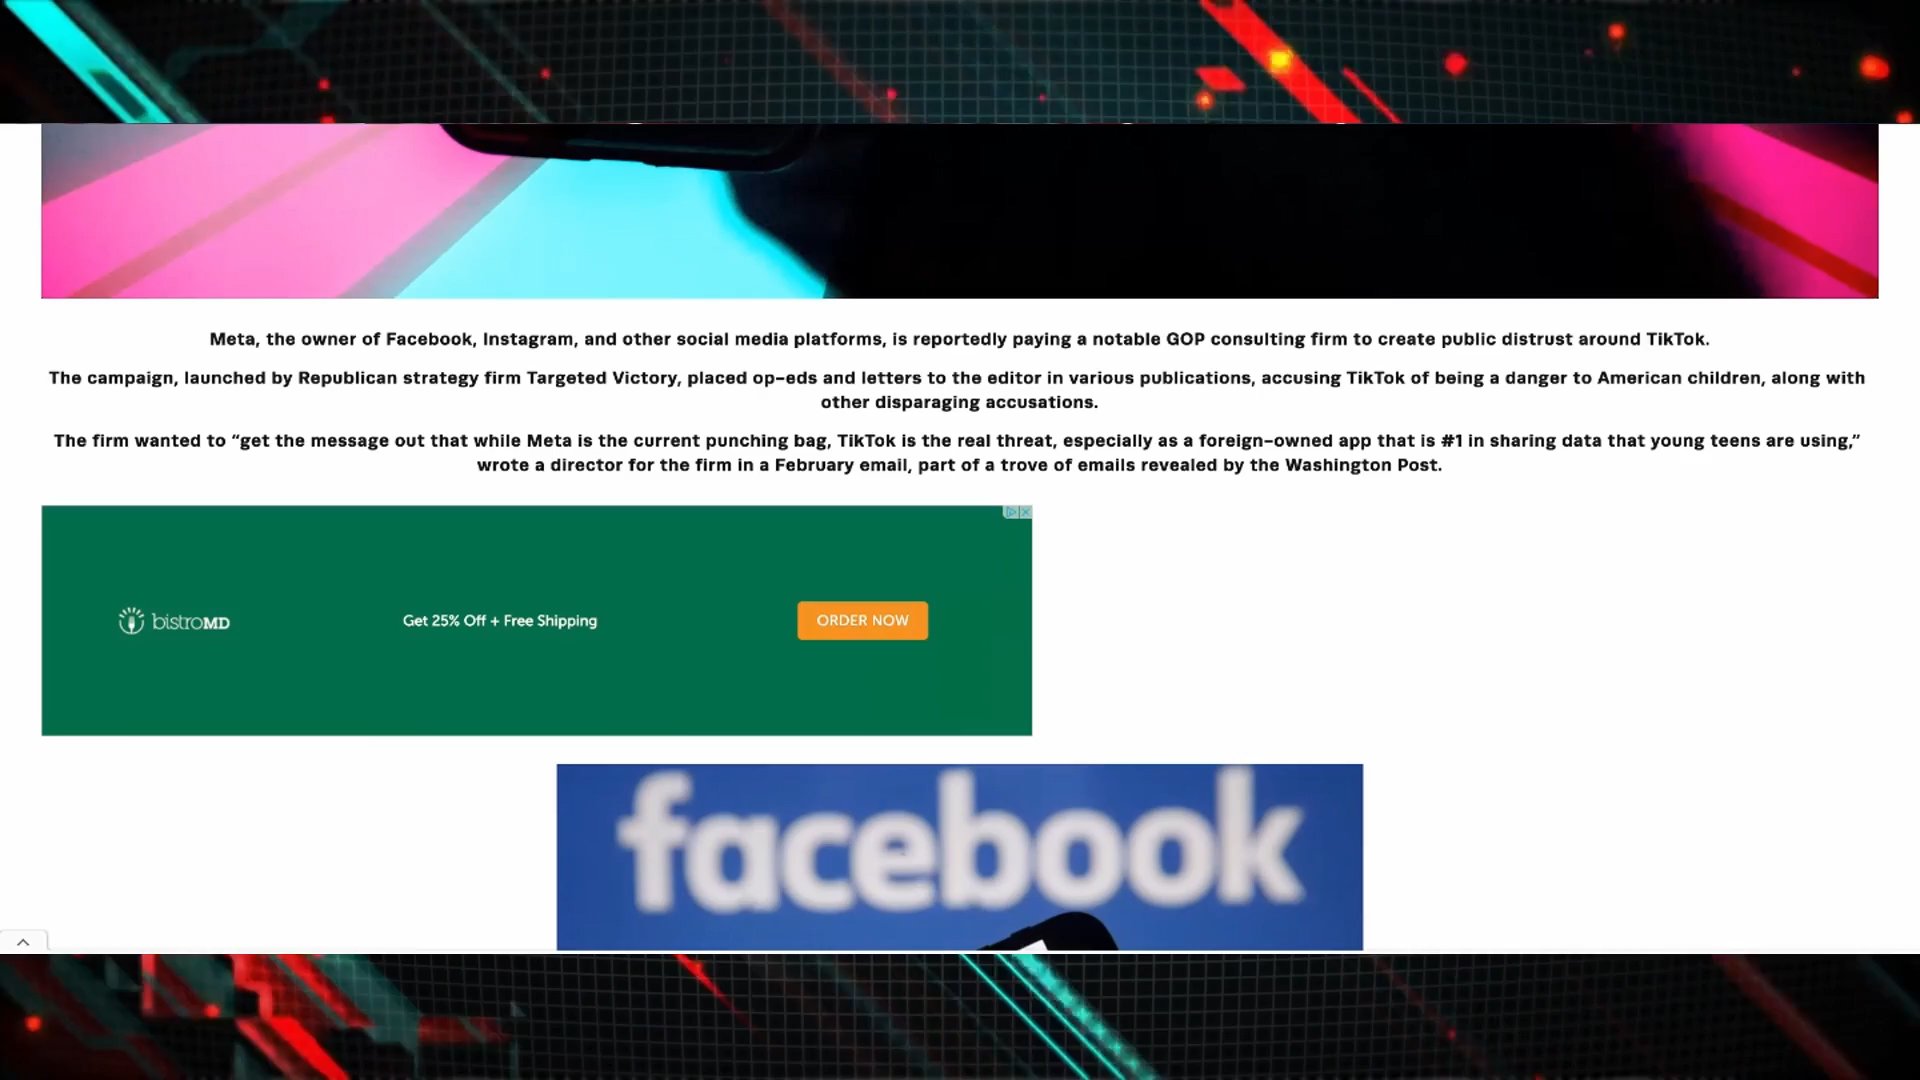 Meta, the owner of Facebook, Instagram, and other social media platforms, is reportedly paying a notable GOP consulting firm to create public distrust around TikTok.
The campaign, launched by Republican strategy firm Targeted Victory, placed op-eds and letters to the editor in various publications, accusing TikTok of being a danger to American children, along with
other disparaging accusations.
The firm wanted to “get the message out that while Meta is the current punching bag, TikTok is the real threat, especially as a foreign-owned app that is #1 in sharing data that young teens are using,”
wrote a director for the firm in a February email, part of a trove of emails revealed by the Washington Post.
bistroMD
Get 25% Off + Free Shipping
ORDER NOW
facebook